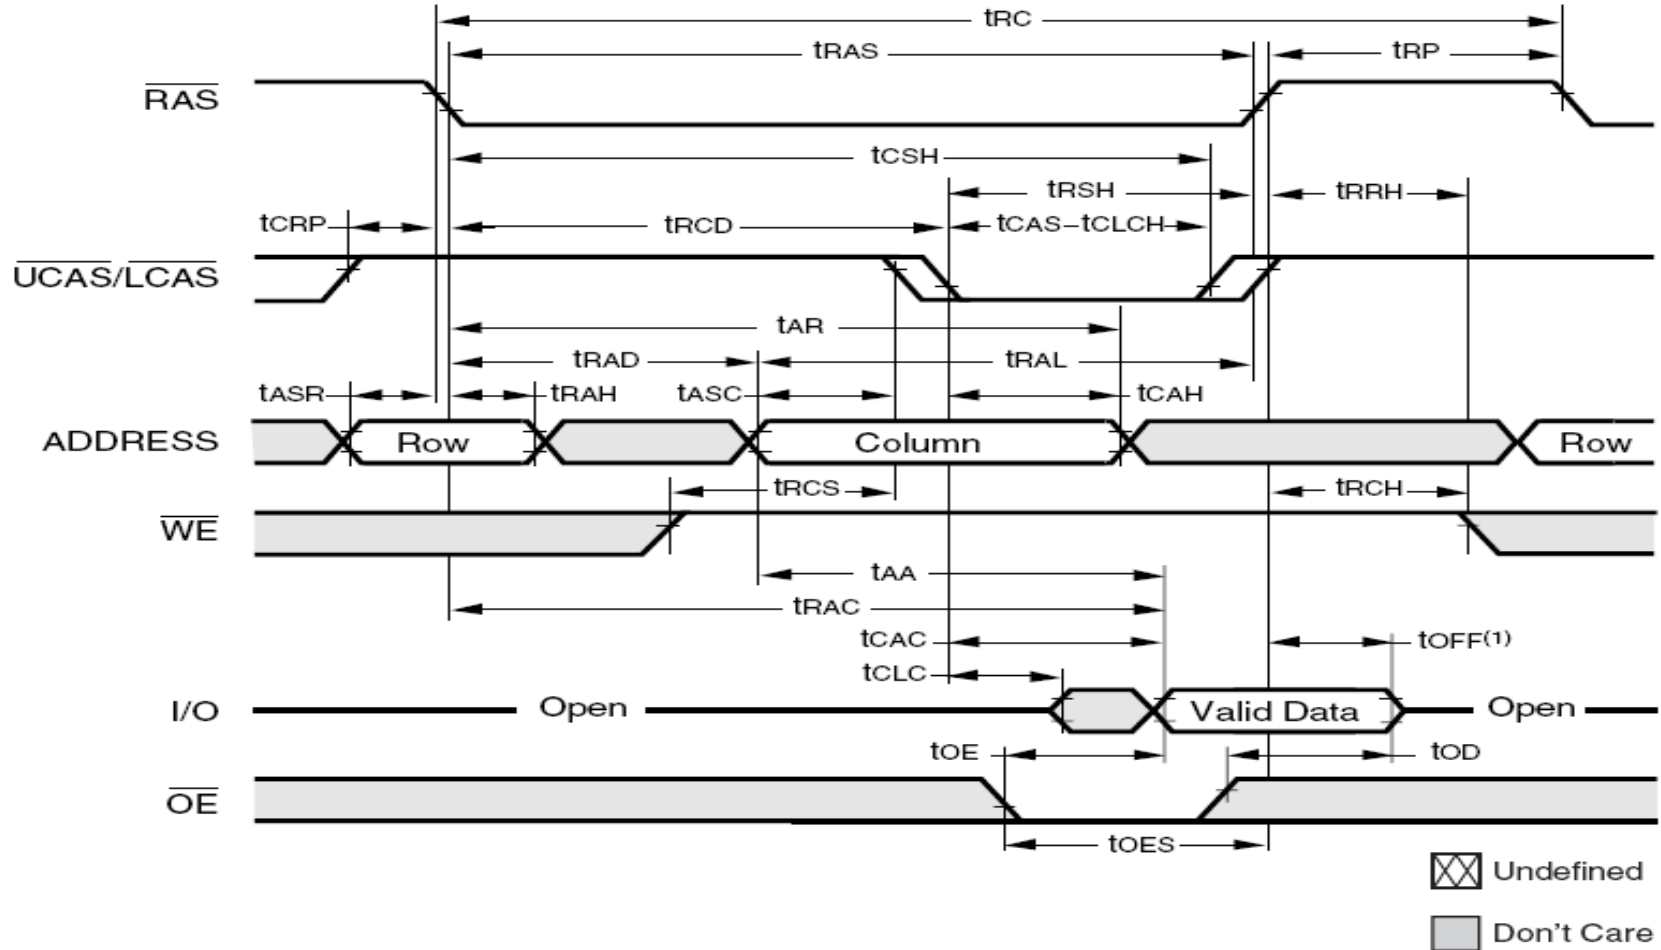 tRC
tRAS tRP
RAS
tCSH
tRSH tRRH
tCRP tRCD tCAS–tCLCH
UCAS/LCAS
tAR
tRAD tRAL
tASR tRAH tASC tCAH
ADDRESS Row Column Row
tRCS tRCH
WE
tAA
tRAC
tCAC tOFF(1)
tCLC
I/O Open Valid Data Open
tOE tOD
OE
tOES
Undefined
Don't Care